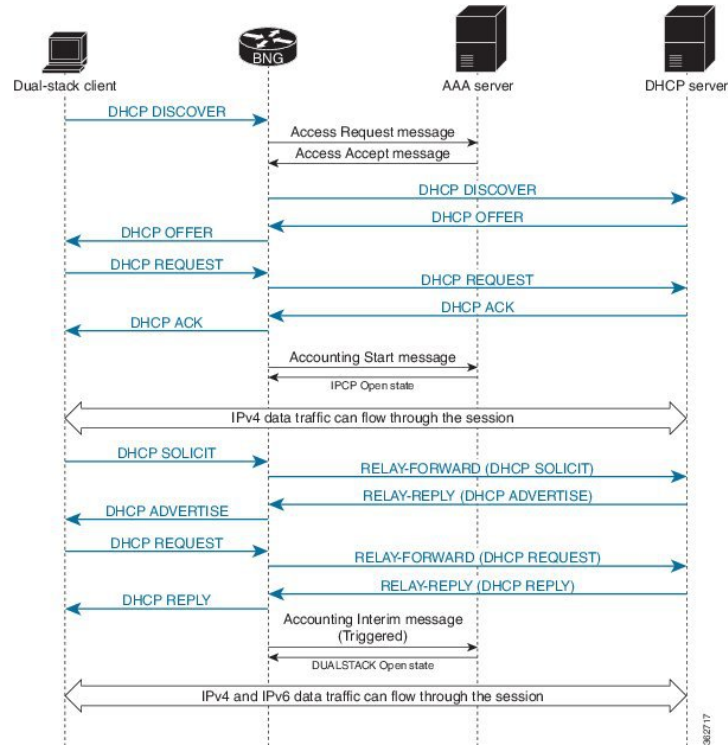 BNG
Dual-stack client
AAA server
DHCP server
DHCP DISCOVER
Access Request message
Access Accept message
DHCP DISCOVER
DHCP OFFER
DHCP OFFER
DHCP REQUEST
DHCP REQUEST
DHCP ACK
DHCP ACK
Accounting Start message
IPCP Open state
IPv4 data traffic can flow through the session
DHCP SOLICIT
RELAY-FORWARD (DHCP SOLICIT)
RELAY-REPLY (DHCP ADVERTISE)
DHCP ADVERTISE
DHCP REQUEST
RELAY-FORWARD (DHCP REQUEST)
RELAY-REPLY (DHCP REPLY)
DHCP REPLY
Accounting Interim message
(Triggered)
DUALSTACK Open state
IPv4 and IPv6 data traffic can flow through the session
362717